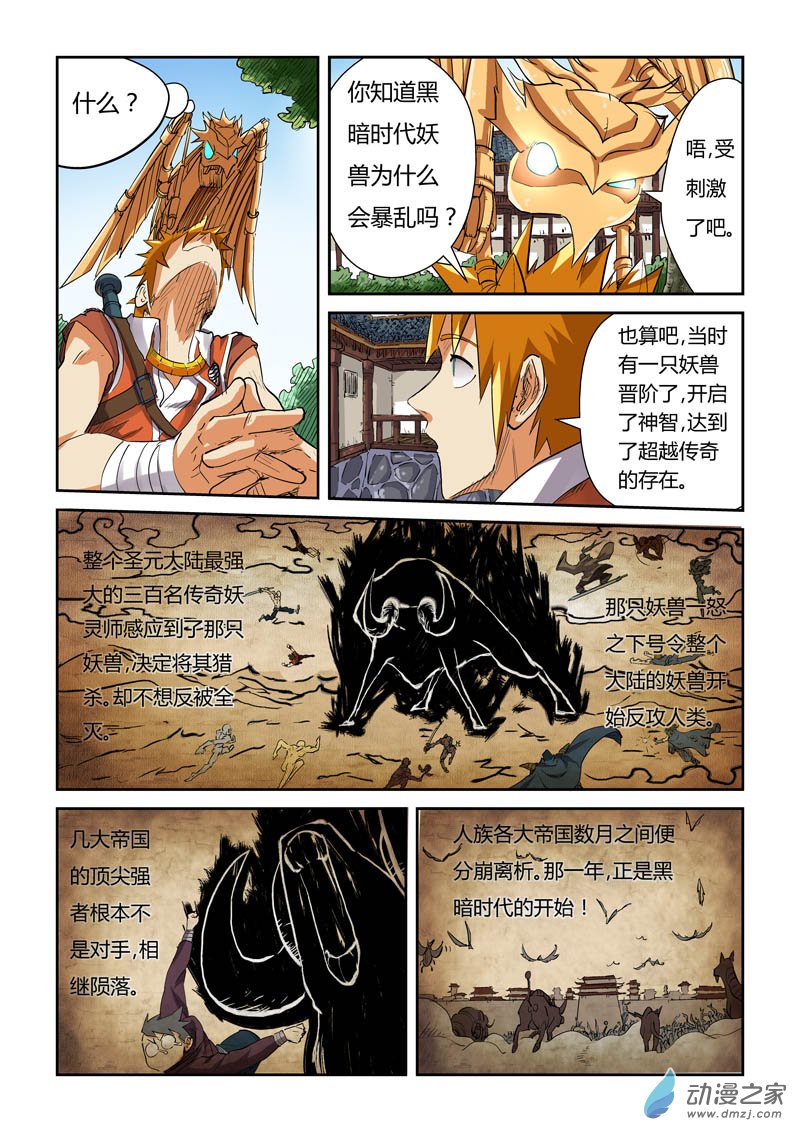 什么？
你知道黑
暗时代妖
兽为什么
会暴乱吗？
唔,受
刺激
了吧。
也算吧,当时
有一只妖兽
晋阶了,开启
了神智,达到
了超越传奇
的存在。
整个圣元大陆最强
大的三百名传奇妖
灵师感应到了那只
妖兽,决定将其猎
杀。却不想反被全
灭。
那只妖兽一怒
之下号令整个
大陆的妖兽开
始反攻人类。
几大帝国
的顶尖强
者根本不
是对手,相
继陨落。
人族各大帝国数月之间便
分崩离析。那一年,正是黑
暗时代的开始！
动漫之家
www.dmzj.com